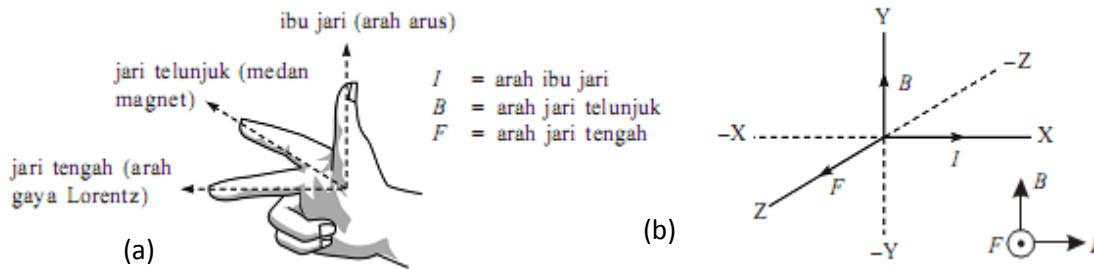 ibu jari (arah arus)
jari telunjuk (medan
magnet)
jari tengah (arah
gaya Lorentz)
(a)
I = arah ibu jari
B = arah jari telunjuk
F = arah jari tengah
(b)
Y
B
–Z
–X
X
I
F
Z
–Y
B
F